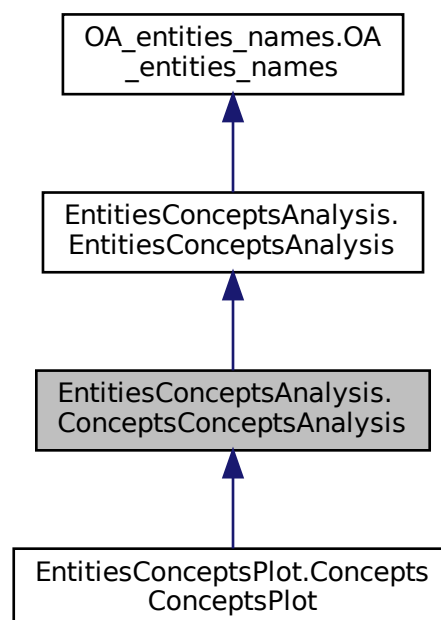 OA_entities_names.OA
_entities_names
EntitiesConceptsAnalysis.
EntitiesConceptsAnalysis
EntitiesConceptsAnalysis.
ConceptsConceptsAnalysis
EntitiesConceptsPlot.Concepts
ConceptsPlot